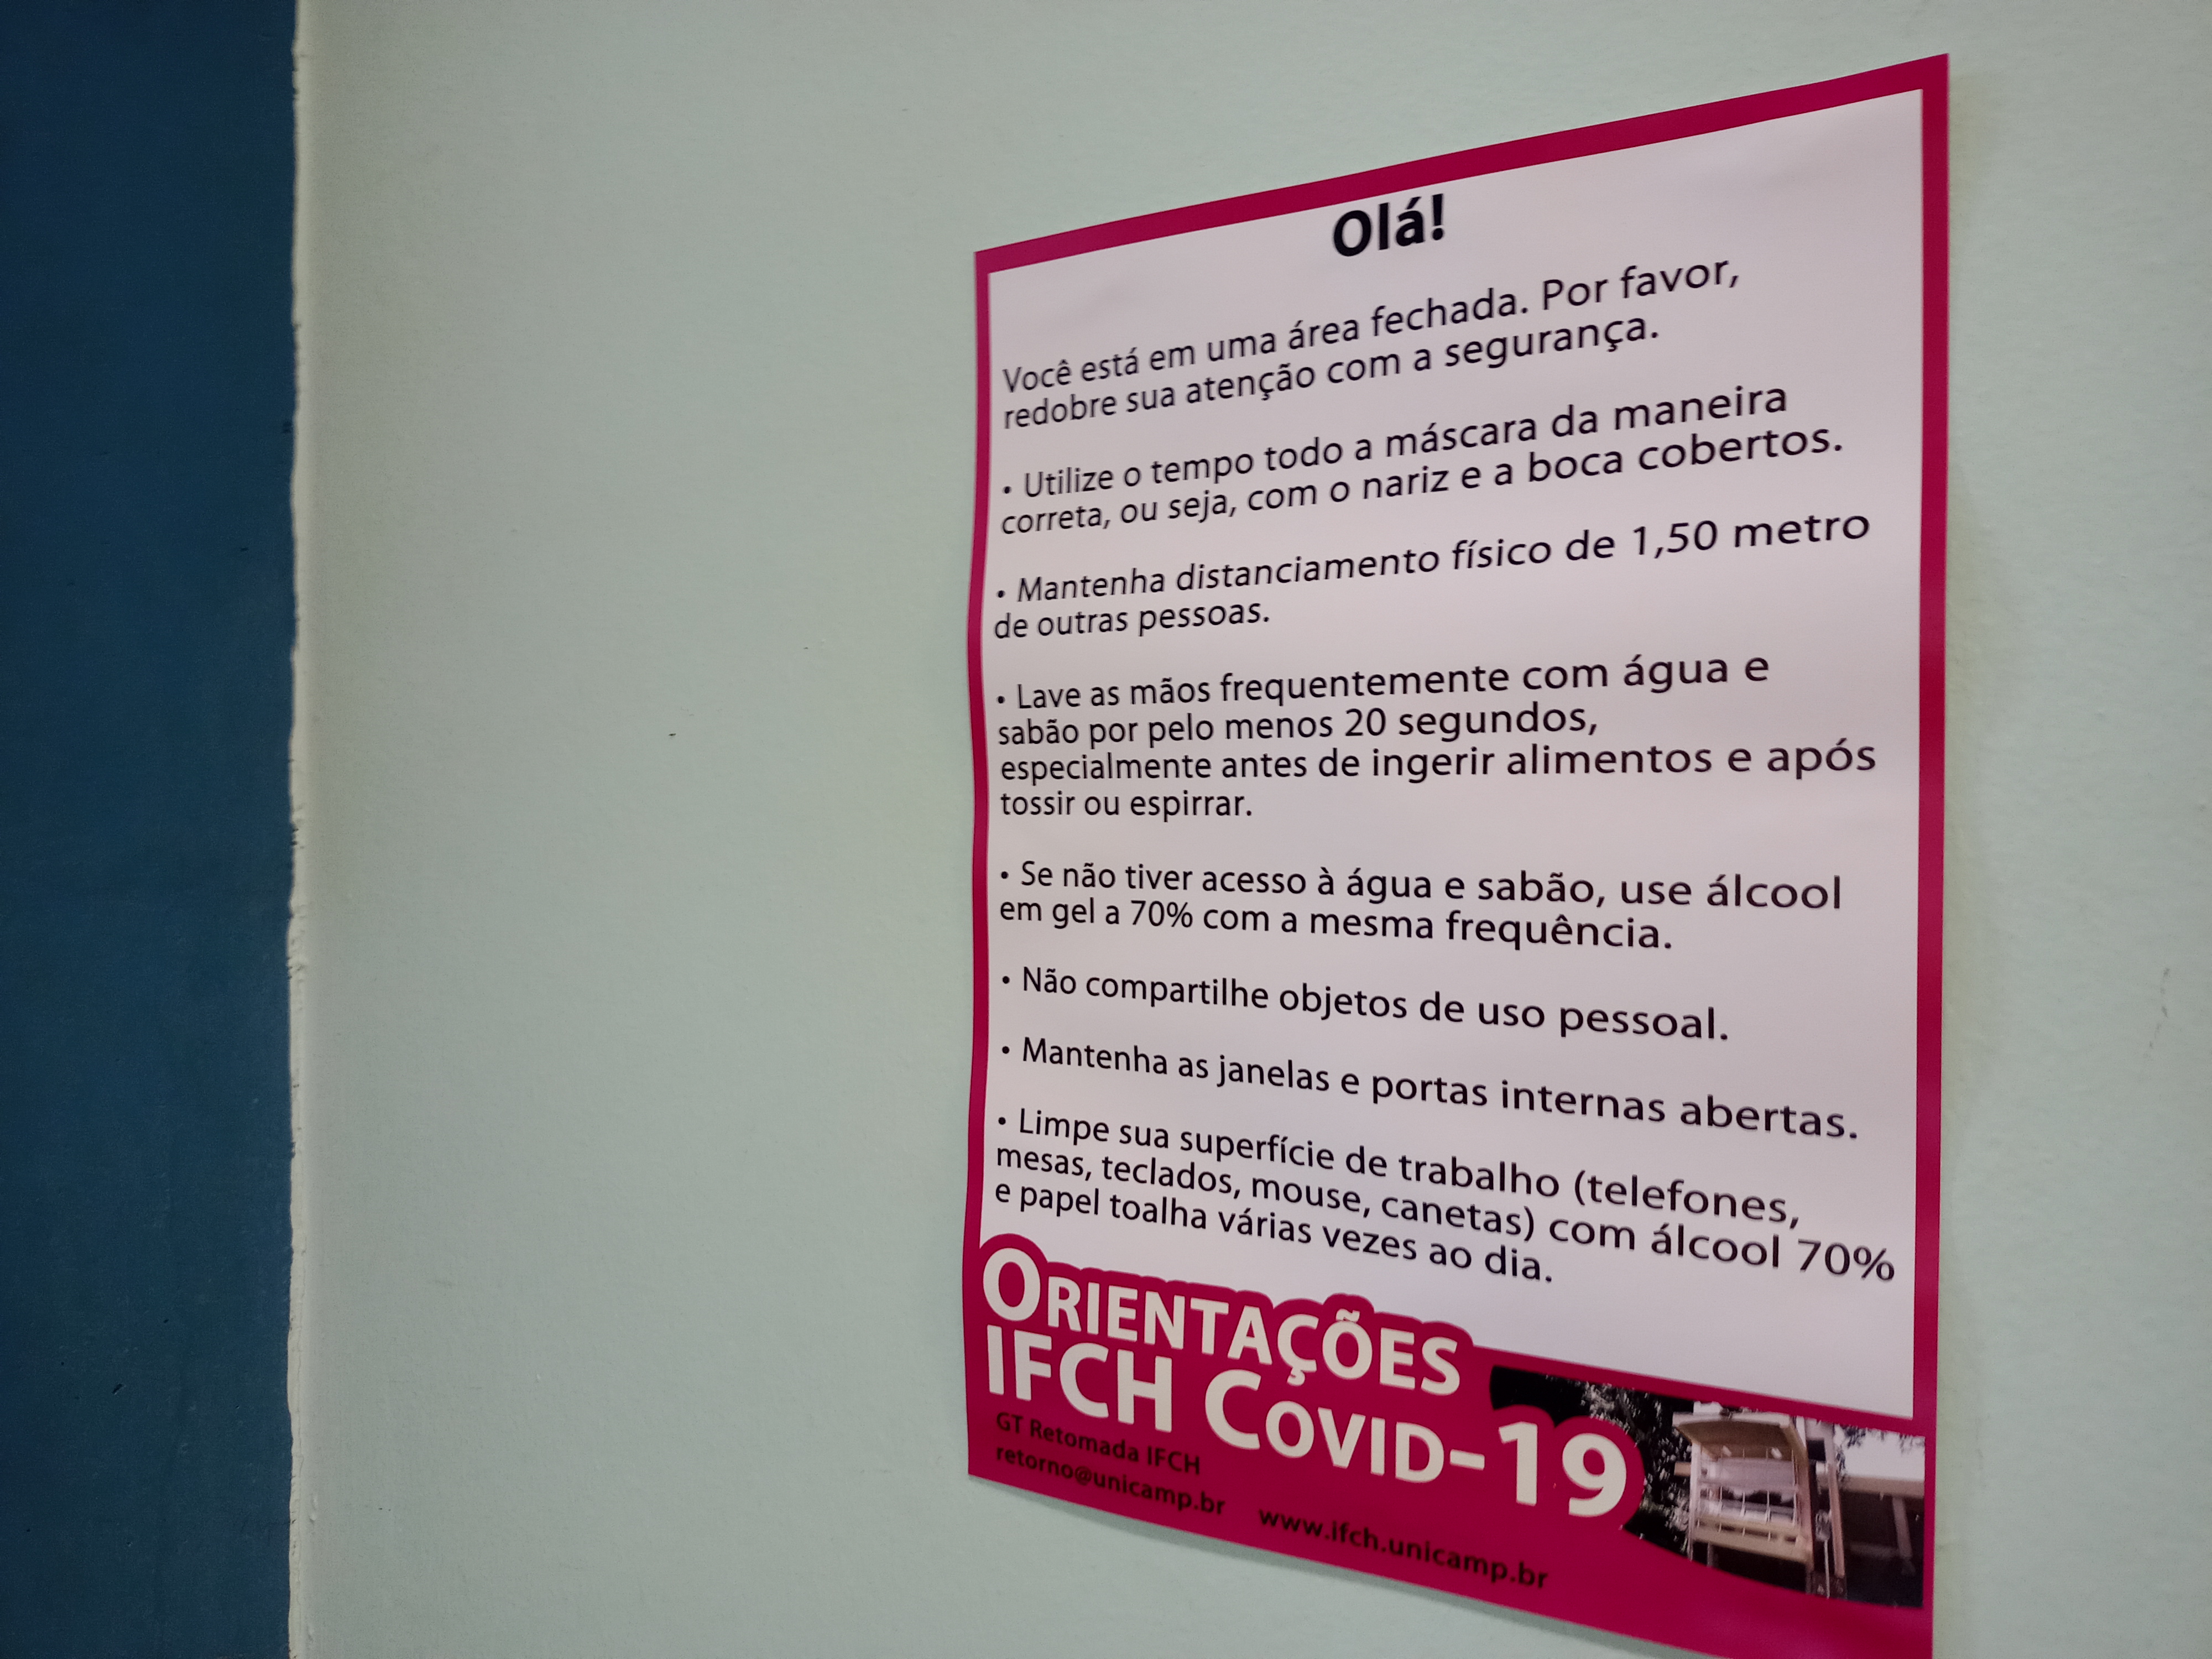 Olá!
Você está em uma área fechada. Por favor,
redobre sua atenção com a segurança.
• Utilize o tempo todo a máscara da maneira
correta, ou seja, com o nariz e a boca cobertos.
• Mantenha distanciamento físico de 1,50 metro
de outras pessoas.
• Lave as mãos frequentemente com água e
sabão por pelo menos 20 segundos,
especialmente antes de ingerir alimentos e após
tossir ou espirrar.
• Se não tiver acesso à água e sabão, use álcool
em gel a 70% com a mesma frequência.
• Não compartilhe objetos de uso pessoal.
• Mantenha as janelas e portas internas abertas.
• Limpe sua superfície de trabalho (telefones,
mesas, teclados, mouse, canetas) com álcool 70%
e papel toalha várias vezes ao dia.
ORIENTAÇÕES
IFCH COVID-19
GT Retomada IFCH
retorno@unicamp.br www.ifch.unicamp.br